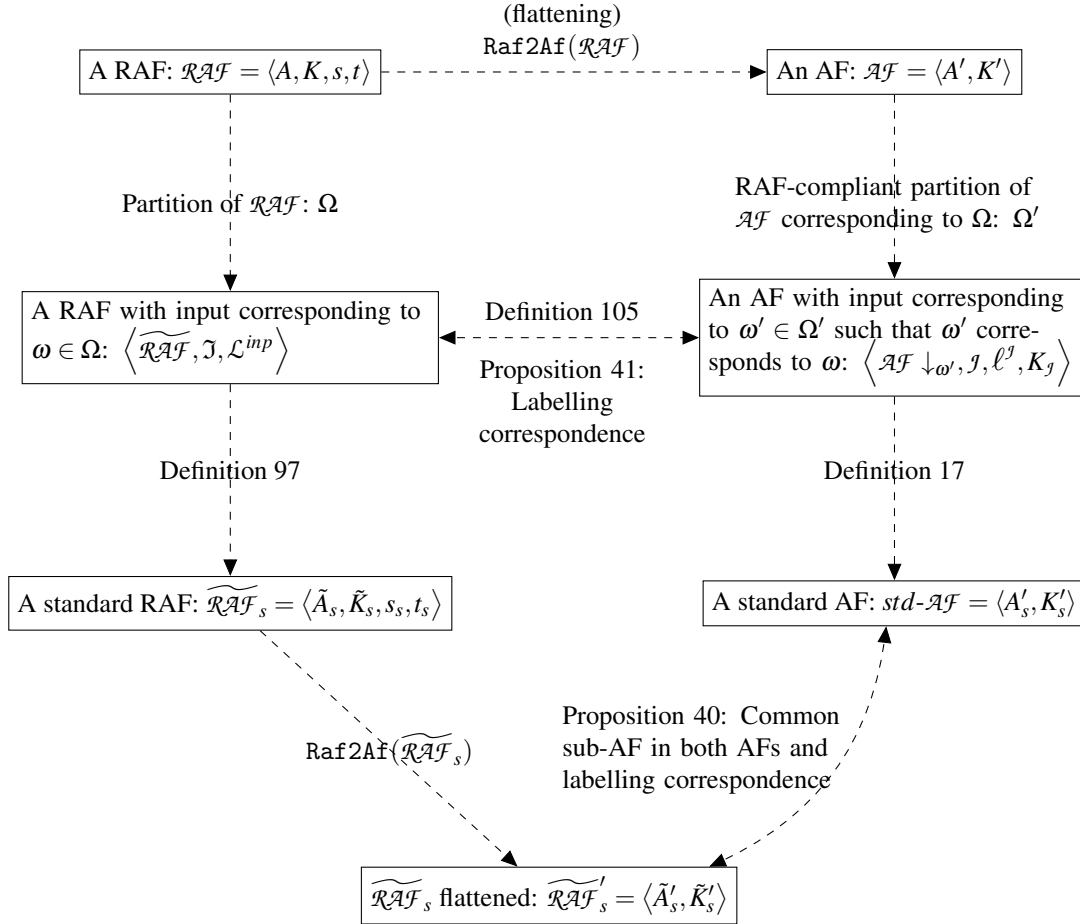 (flattening)
Raf2Af(ℛ𝒜ℱ)
A RAF: ℛ𝒜ℱ = ⟨A, K, s, t⟩
An AF: 𝒜ℱ = ⟨A′, K′⟩
Partition of ℛ𝒜ℱ: Ω
RAF-compliant partition of
𝒜ℱ corresponding to Ω: Ω′
A RAF with input corresponding to
ω ∈ Ω: ⟨\widetilde{ℛ𝒜ℱ}, ℑ, ℒ^{inp}⟩
Definition 105
Proposition 41:
Labelling
correspondence
An AF with input corresponding
to ω′ ∈ Ω′ such that ω′ corre-
sponds to ω: ⟨𝒜ℱ ↓_{ω′}, ℐ, ℓ^{ℐ}, K_{ℐ}⟩
Definition 97
Definition 17
A standard RAF: \widetilde{ℛ𝒜ℱ}_s = ⟨Ã_s, K̃_s, s_s, t_s⟩
A standard AF: std-𝒜ℱ = ⟨A′_s, K′_s⟩
Raf2Af(\widetilde{ℛ𝒜ℱ}_s)
Proposition 40: Common
sub-AF in both AFs and
labelling correspondence
\widetilde{ℛ𝒜ℱ}_s flattened: \widetilde{ℛ𝒜ℱ}_s′ = ⟨Ã′_s, K̃′_s⟩